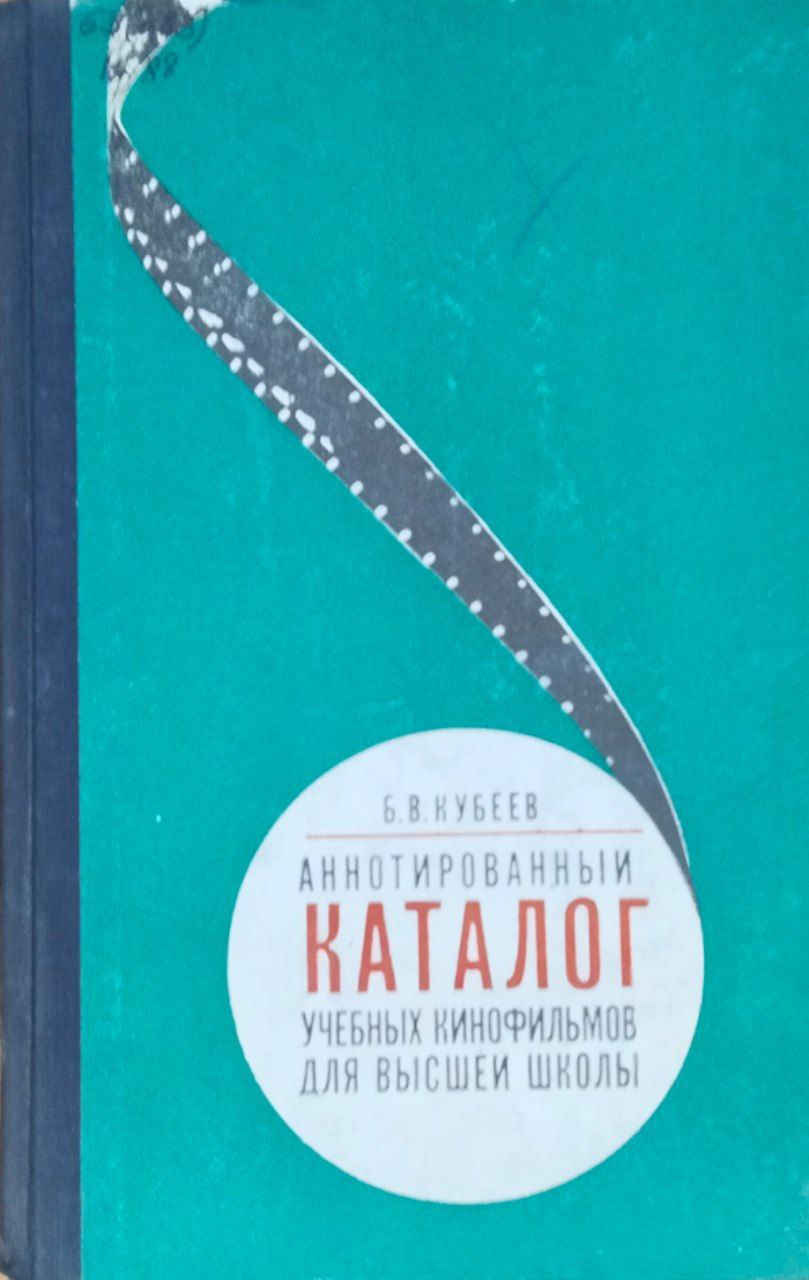 Б.В.КУБЕЕВ
АННОТИРОВАННЫЙ
КАТАЛОГ
УЧЕБНЫХ КИНОФИЛЬМОВ
ДЛЯ ВЫСШЕЙ ШКОЛЫ